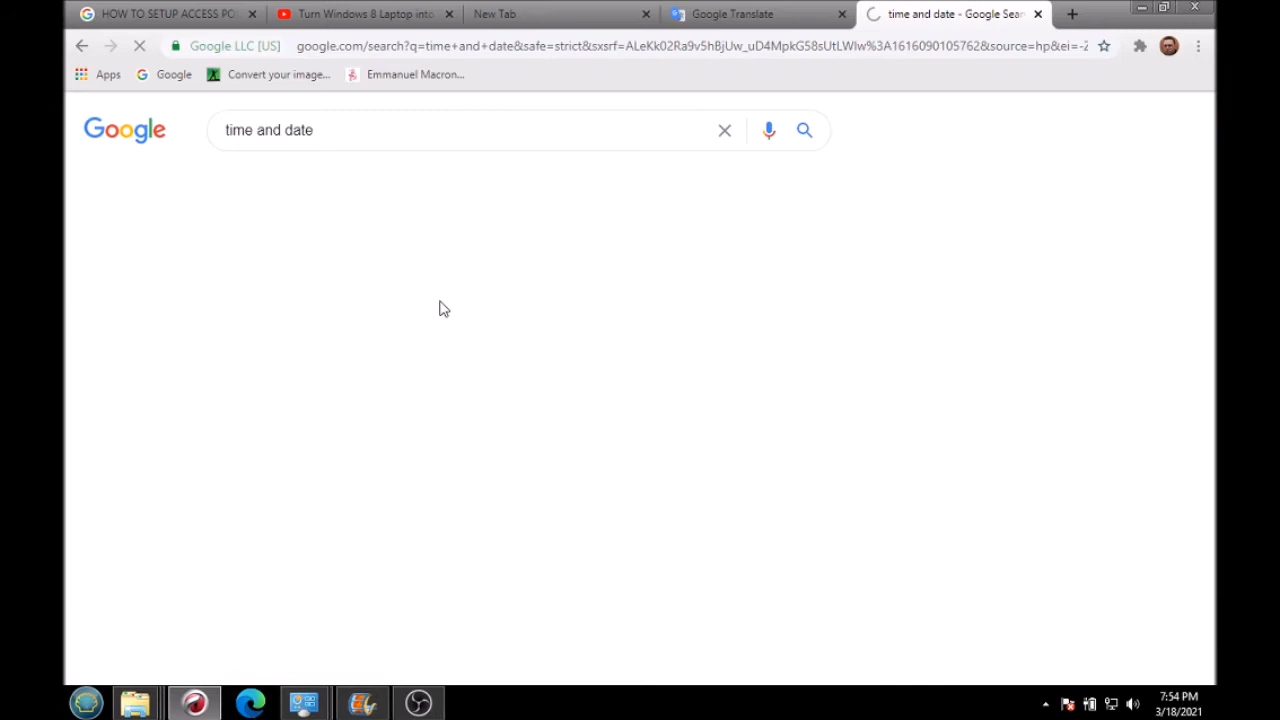 HOW TO SETUP ACCESS PO
Turn Windows 8 Laptop into
New Tab
Google Translate
time and date - Google Sear
Google LLC [US]
google.com/search?q=time+and+date&safe=strict&sxsrf=ALeKk02Ra9v5hBjUw_uD4MpkG58sUtLWlw%3A1616090105762&source=hp&ei=-Z
Apps
Google
Convert your image...
Emmanuel Macron...
Google
time and date
7:54 PM
3/18/2021